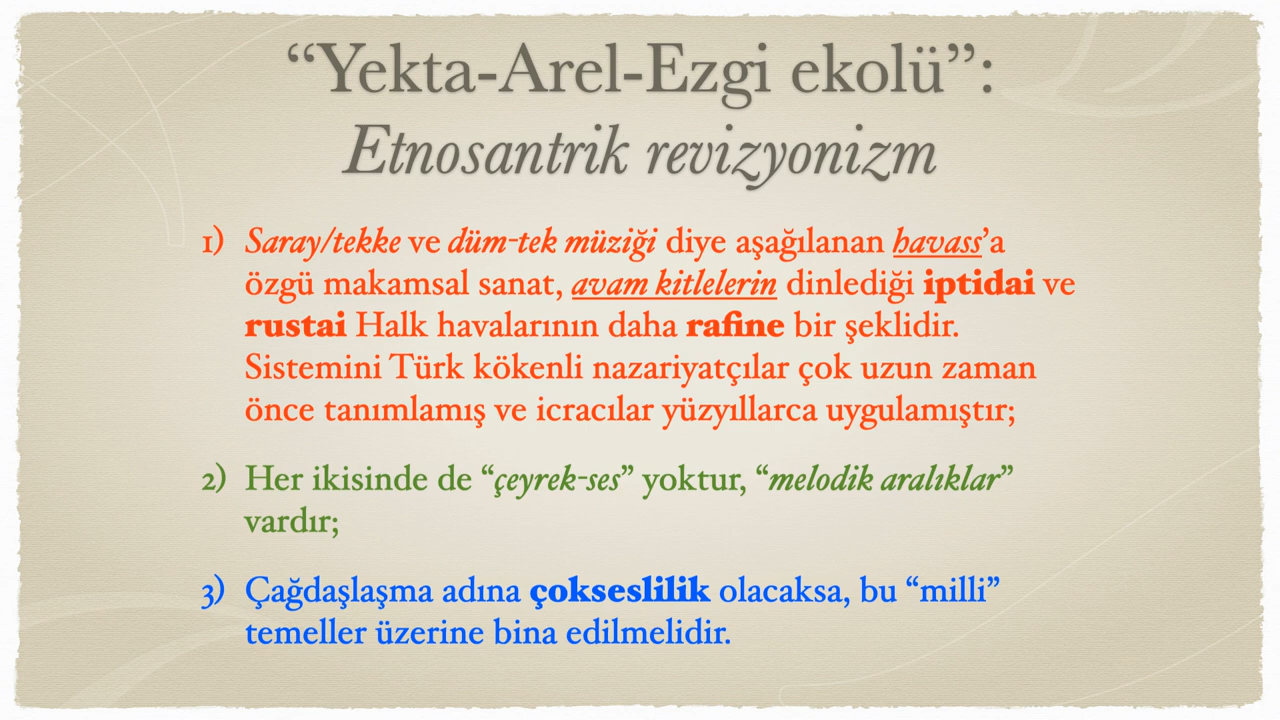 “Yekta-Arel-Ezgi ekolü”:
Etnosantrik revizyonizm
1) Saray/tekke ve düm-tek müziği diye aşağılanan havass’a
özgü makamsal sanat, avam kitlelerin dinlediği iptidai ve
rustai Halk havalarının daha rafine bir şeklidir.
Sistemini Türk kökenli nazariyatçılar çok uzun zaman
önce tanımlamış ve icracılar yüzyıllarca uygulamıştır;
2) Her ikisinde de “çeyrek-ses” yoktur, “melodik aralıklar”
vardır;
3) Çağdaşlaşma adına çokseslilik olacaksa, bu “milli”
temeller üzerine bina edilmelidir.